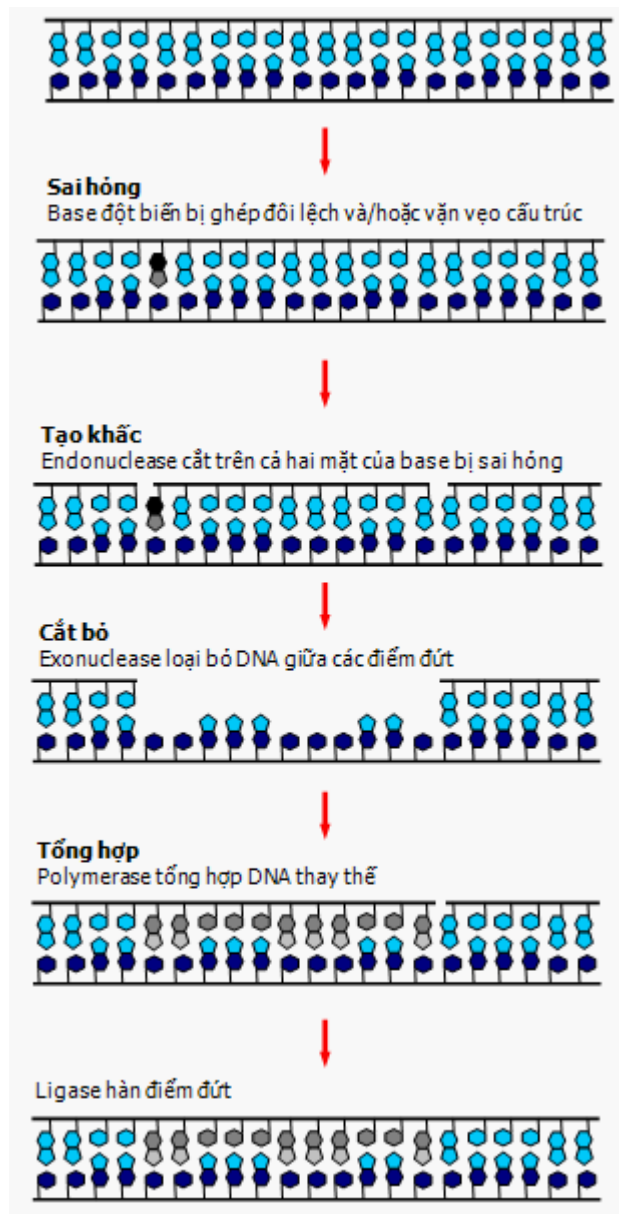 Sai hỏng
Base đột biến bị ghép đôi lệch và/hoặc vặn vẹo cấu trúc
Tạo khấc
Endonuclease cắt trên cả hai mặt của base bị sai hỏng
Cắt bỏ
Exonuclease loại bỏ DNA giữa các điểm đứt
Tổng hợp
Polymerase tổng hợp DNA thay thế
Ligase hàn điểm đứt